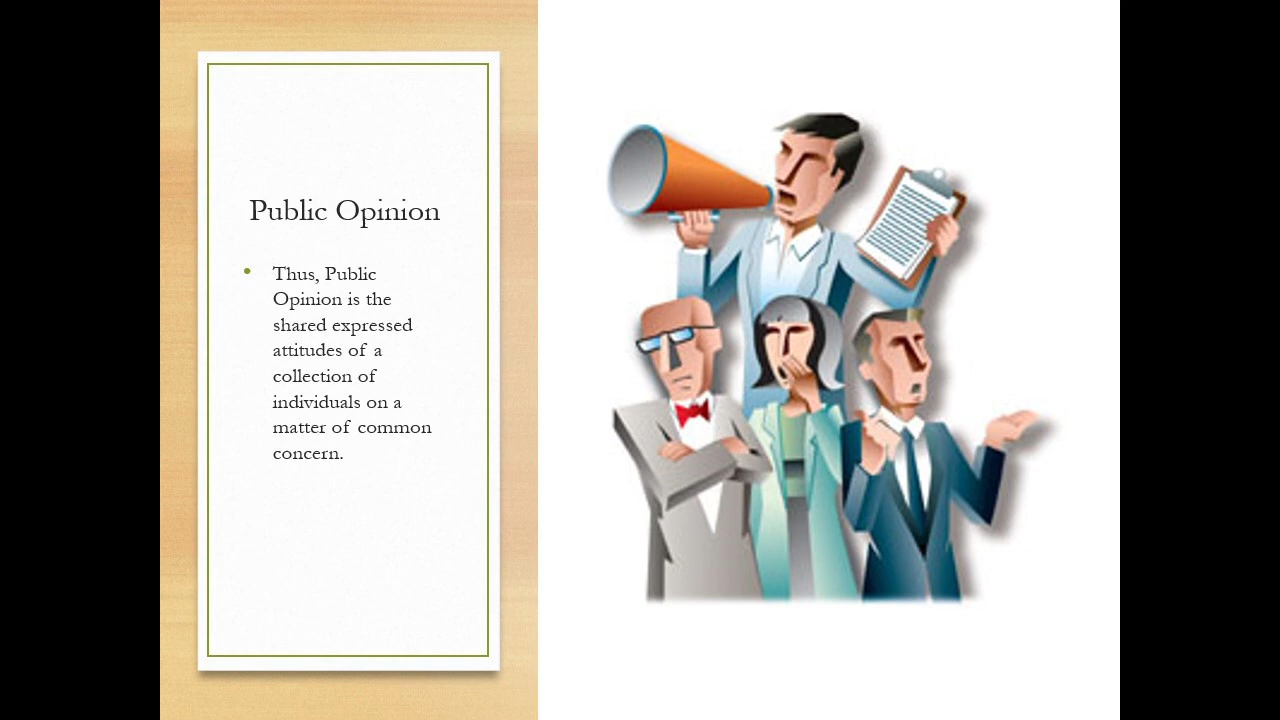 Public Opinion
• Thus, Public
Opinion is the
shared expressed
attitudes of a
collection of
individuals on a
matter of common
concern.